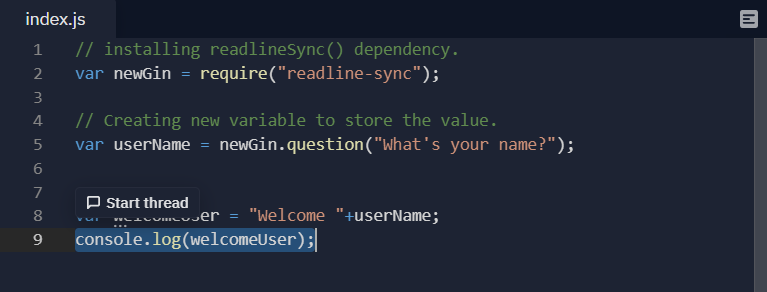 index.js
1 // installing readlineSync() dependency.
2 var newGin = require("readline-sync");
3
4 // Creating new variable to store the value.
5 var userName = newGin.question("What's your name?");
6
7
Start thread
8 var welcomeUser = "Welcome "+userName;
9 console.log(welcomeUser);